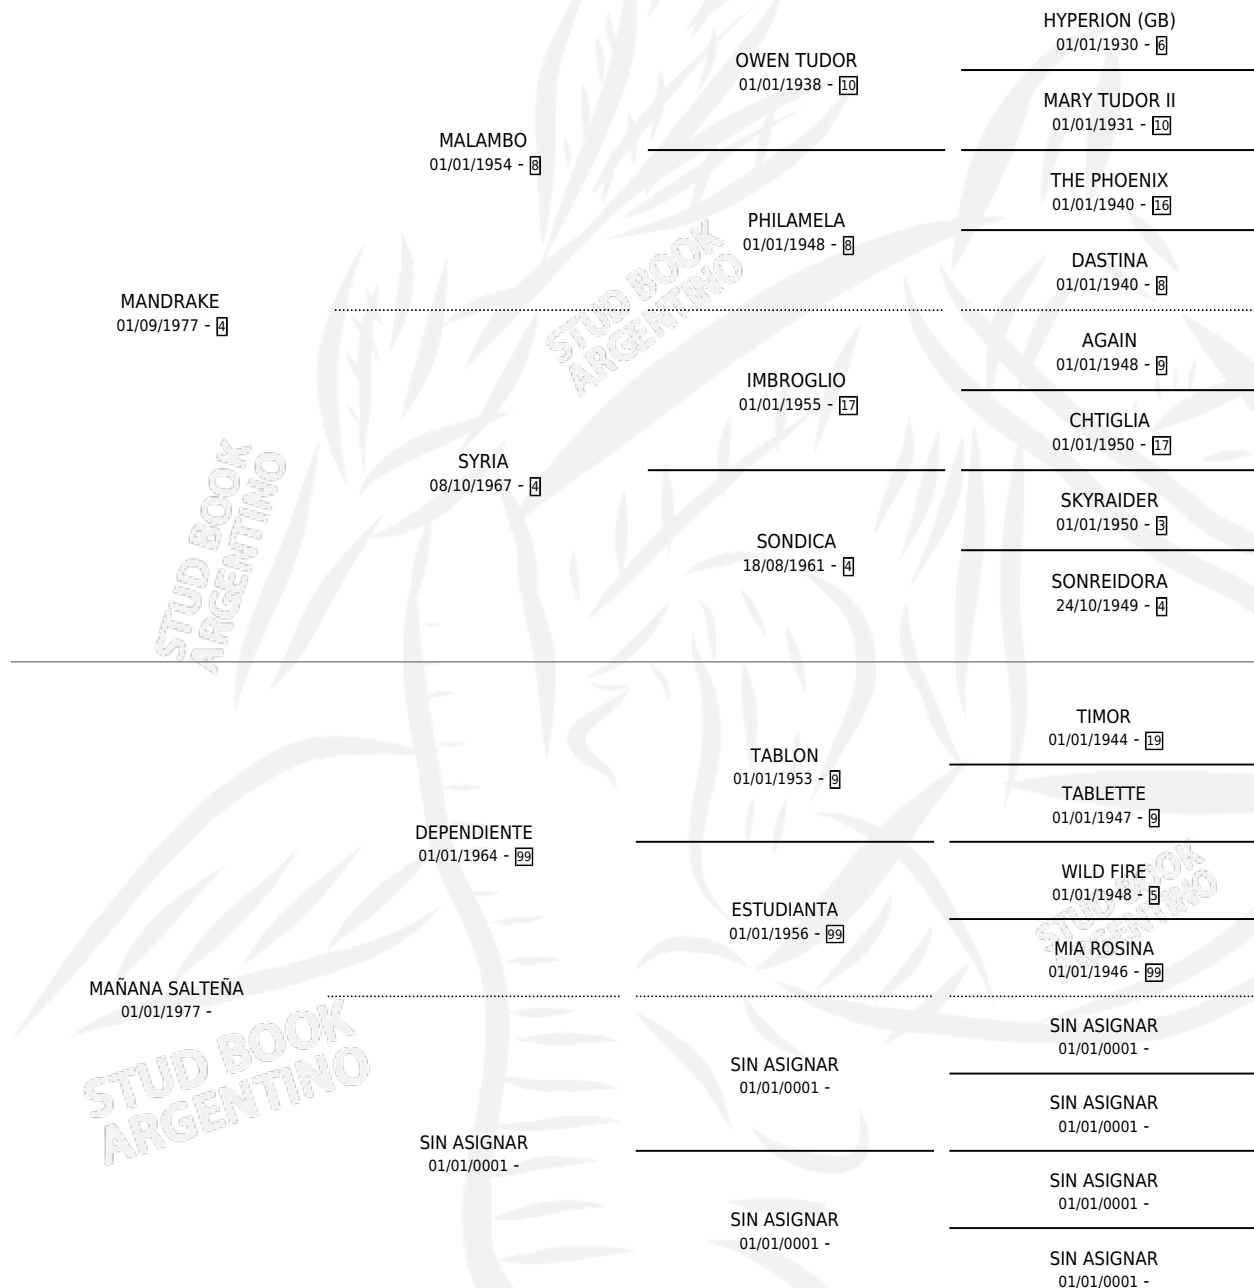 HYPERION (GB)
01/01/1930 - 6
OWEN TUDOR
01/01/1938 - 10
MARY TUDOR II
01/01/1931 - 10
MALAMBO
01/01/1954 - 8
THE PHOENIX
01/01/1940 - 16
PHILAMELA
01/01/1948 - 8
DASTINA
01/01/1940 - 8
MANDRAKE
01/09/1977 - 4
AGAIN
01/01/1948 - 9
IMBROGLIO
01/01/1955 - 17
CHTIGLIA
01/01/1950 - 17
SYRIA
08/10/1967 - 4
SKYRAIDER
01/01/1950 - 3
SONDICA
18/08/1961 - 4
SONREIDORA
24/10/1949 - 4
TIMOR
01/01/1944 - 19
TABLON
01/01/1953 - 9
TABLETTE
01/01/1947 - 9
DEPENDIENTE
01/01/1964 - 99
WILD FIRE
01/01/1948 - 5
ESTUDIANTA
01/01/1956 - 99
MIA ROSINA
01/01/1946 - 99
MAÑANA SALTEÑA
01/01/1977 -
SIN ASIGNAR
01/01/0001 -
SIN ASIGNAR
01/01/0001 -
SIN ASIGNAR
01/01/0001 -
SIN ASIGNAR
01/01/0001 -
SIN ASIGNAR
01/01/0001 -
SIN ASIGNAR
01/01/0001 -
SIN ASIGNAR
01/01/0001 -
STUD BOOK
ARGENTINO
STUD BOOK
ARGENTINO
STUD BOOK
ARGENTINO
STUD BOOK
ARGENTINO